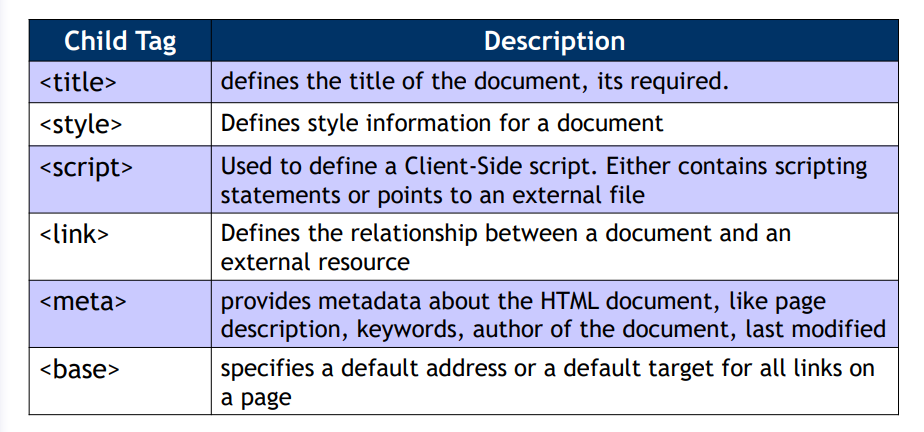 Child Tag Description
<title> defines the title of the document, its required.
<style> Defines style information for a document
<script> Used to define a Client-Side script. Either contains scripting
statements or points to an external file
<link> Defines the relationship between a document and an
external resource
<meta> provides metadata about the HTML document, like page
description, keywords, author of the document, last modified
<base> specifies a default address or a default target for all links on
a page